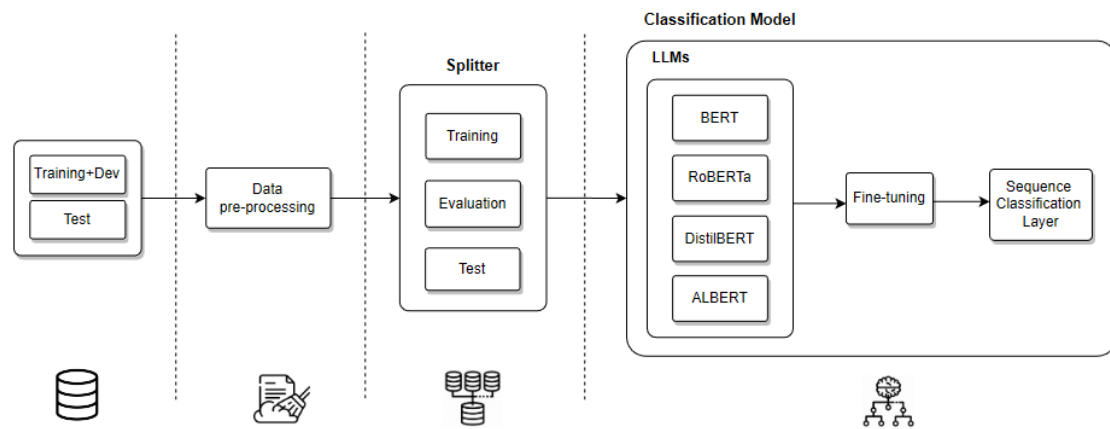 Classification Model
Splitter
LLMs
Training+Dev
Test
Data
pre-processing
Training
Evaluation
Test
BERT
RoBERTa
DistilBERT
ALBERT
Fine-tuning
Sequence
Classification
Layer